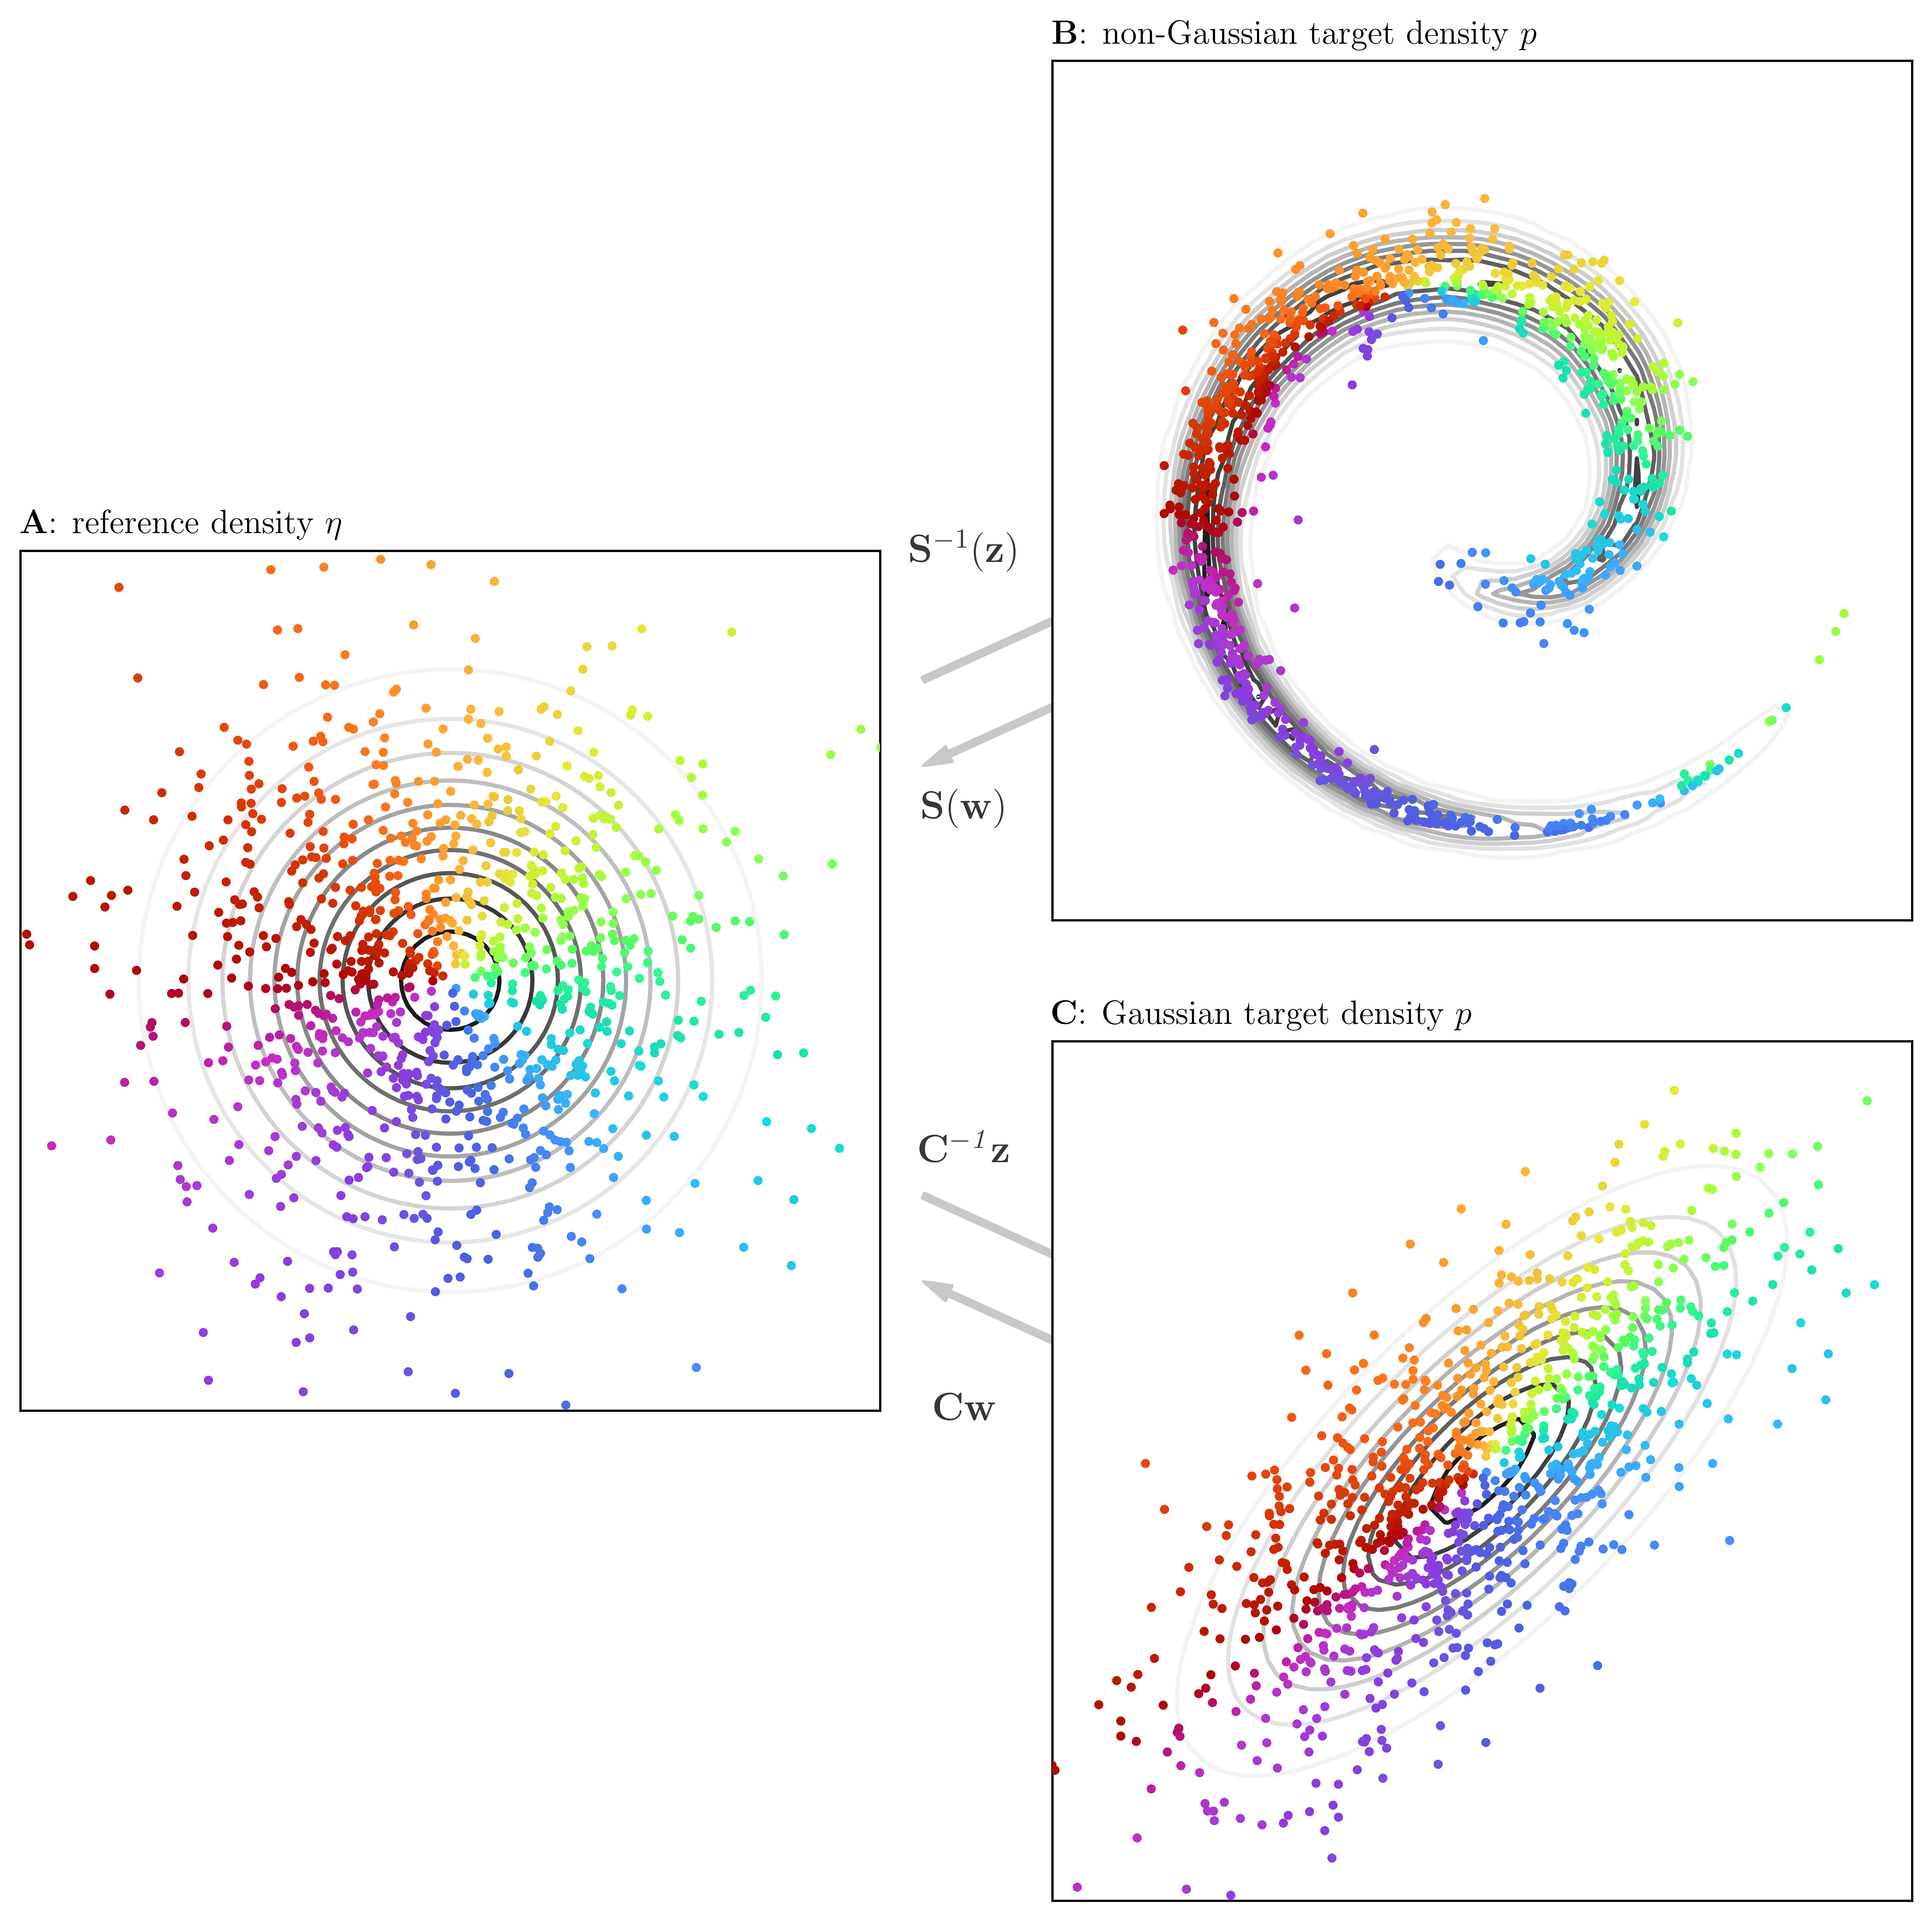 B: non-Gaussian target density p
A: reference density η
S⁻¹(z)
S(w)
C: Gaussian target density p
C⁻¹z
Cw